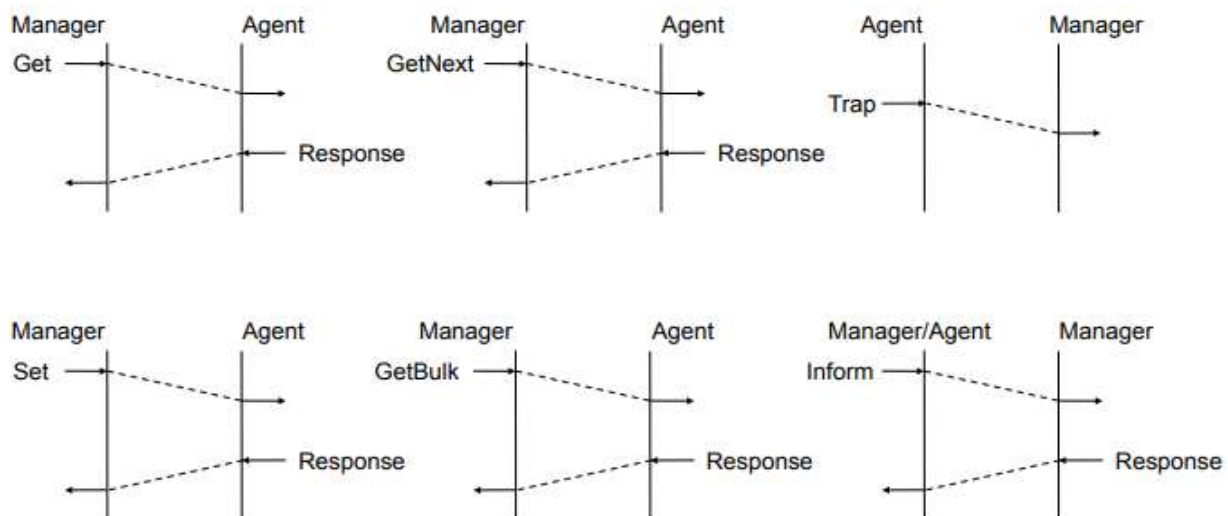 Manager Agent Manager Agent Agent Manager
Get GetNext
Trap
Response Response
Manager Agent Manager Agent Manager/Agent Manager
Set GetBulk Inform
Response Response Response